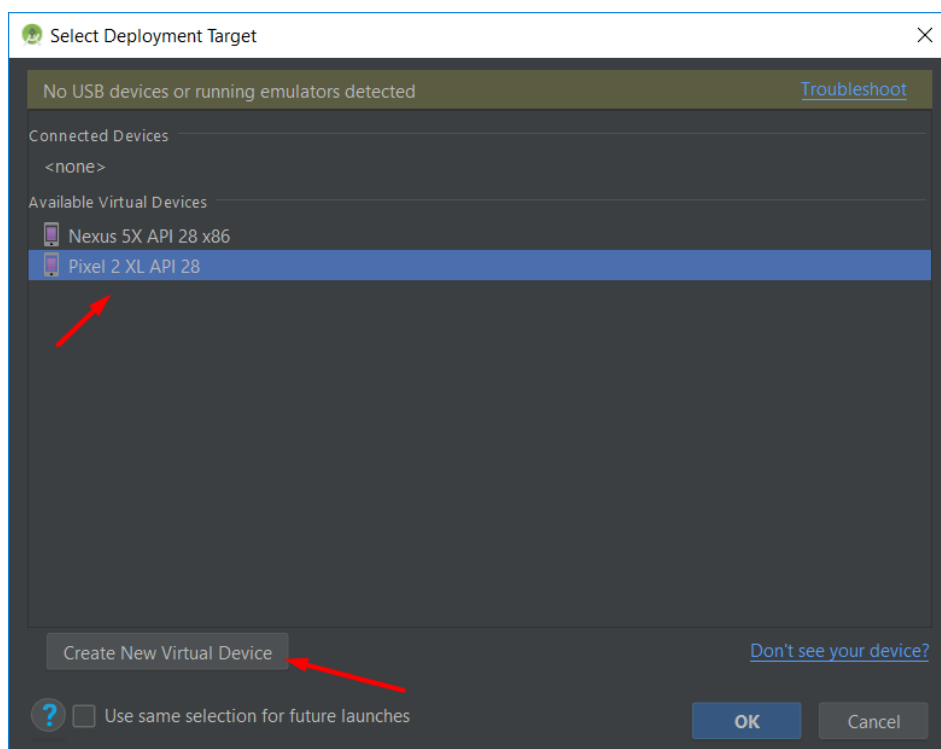 Select Deployment Target
No USB devices or running emulators detected Troubleshoot
Connected Devices
<none>
Available Virtual Devices
Nexus 5X API 28 x86
Pixel 2 XL API 28
Create New Virtual Device Don't see your device?
? Use same selection for future launches OK Cancel